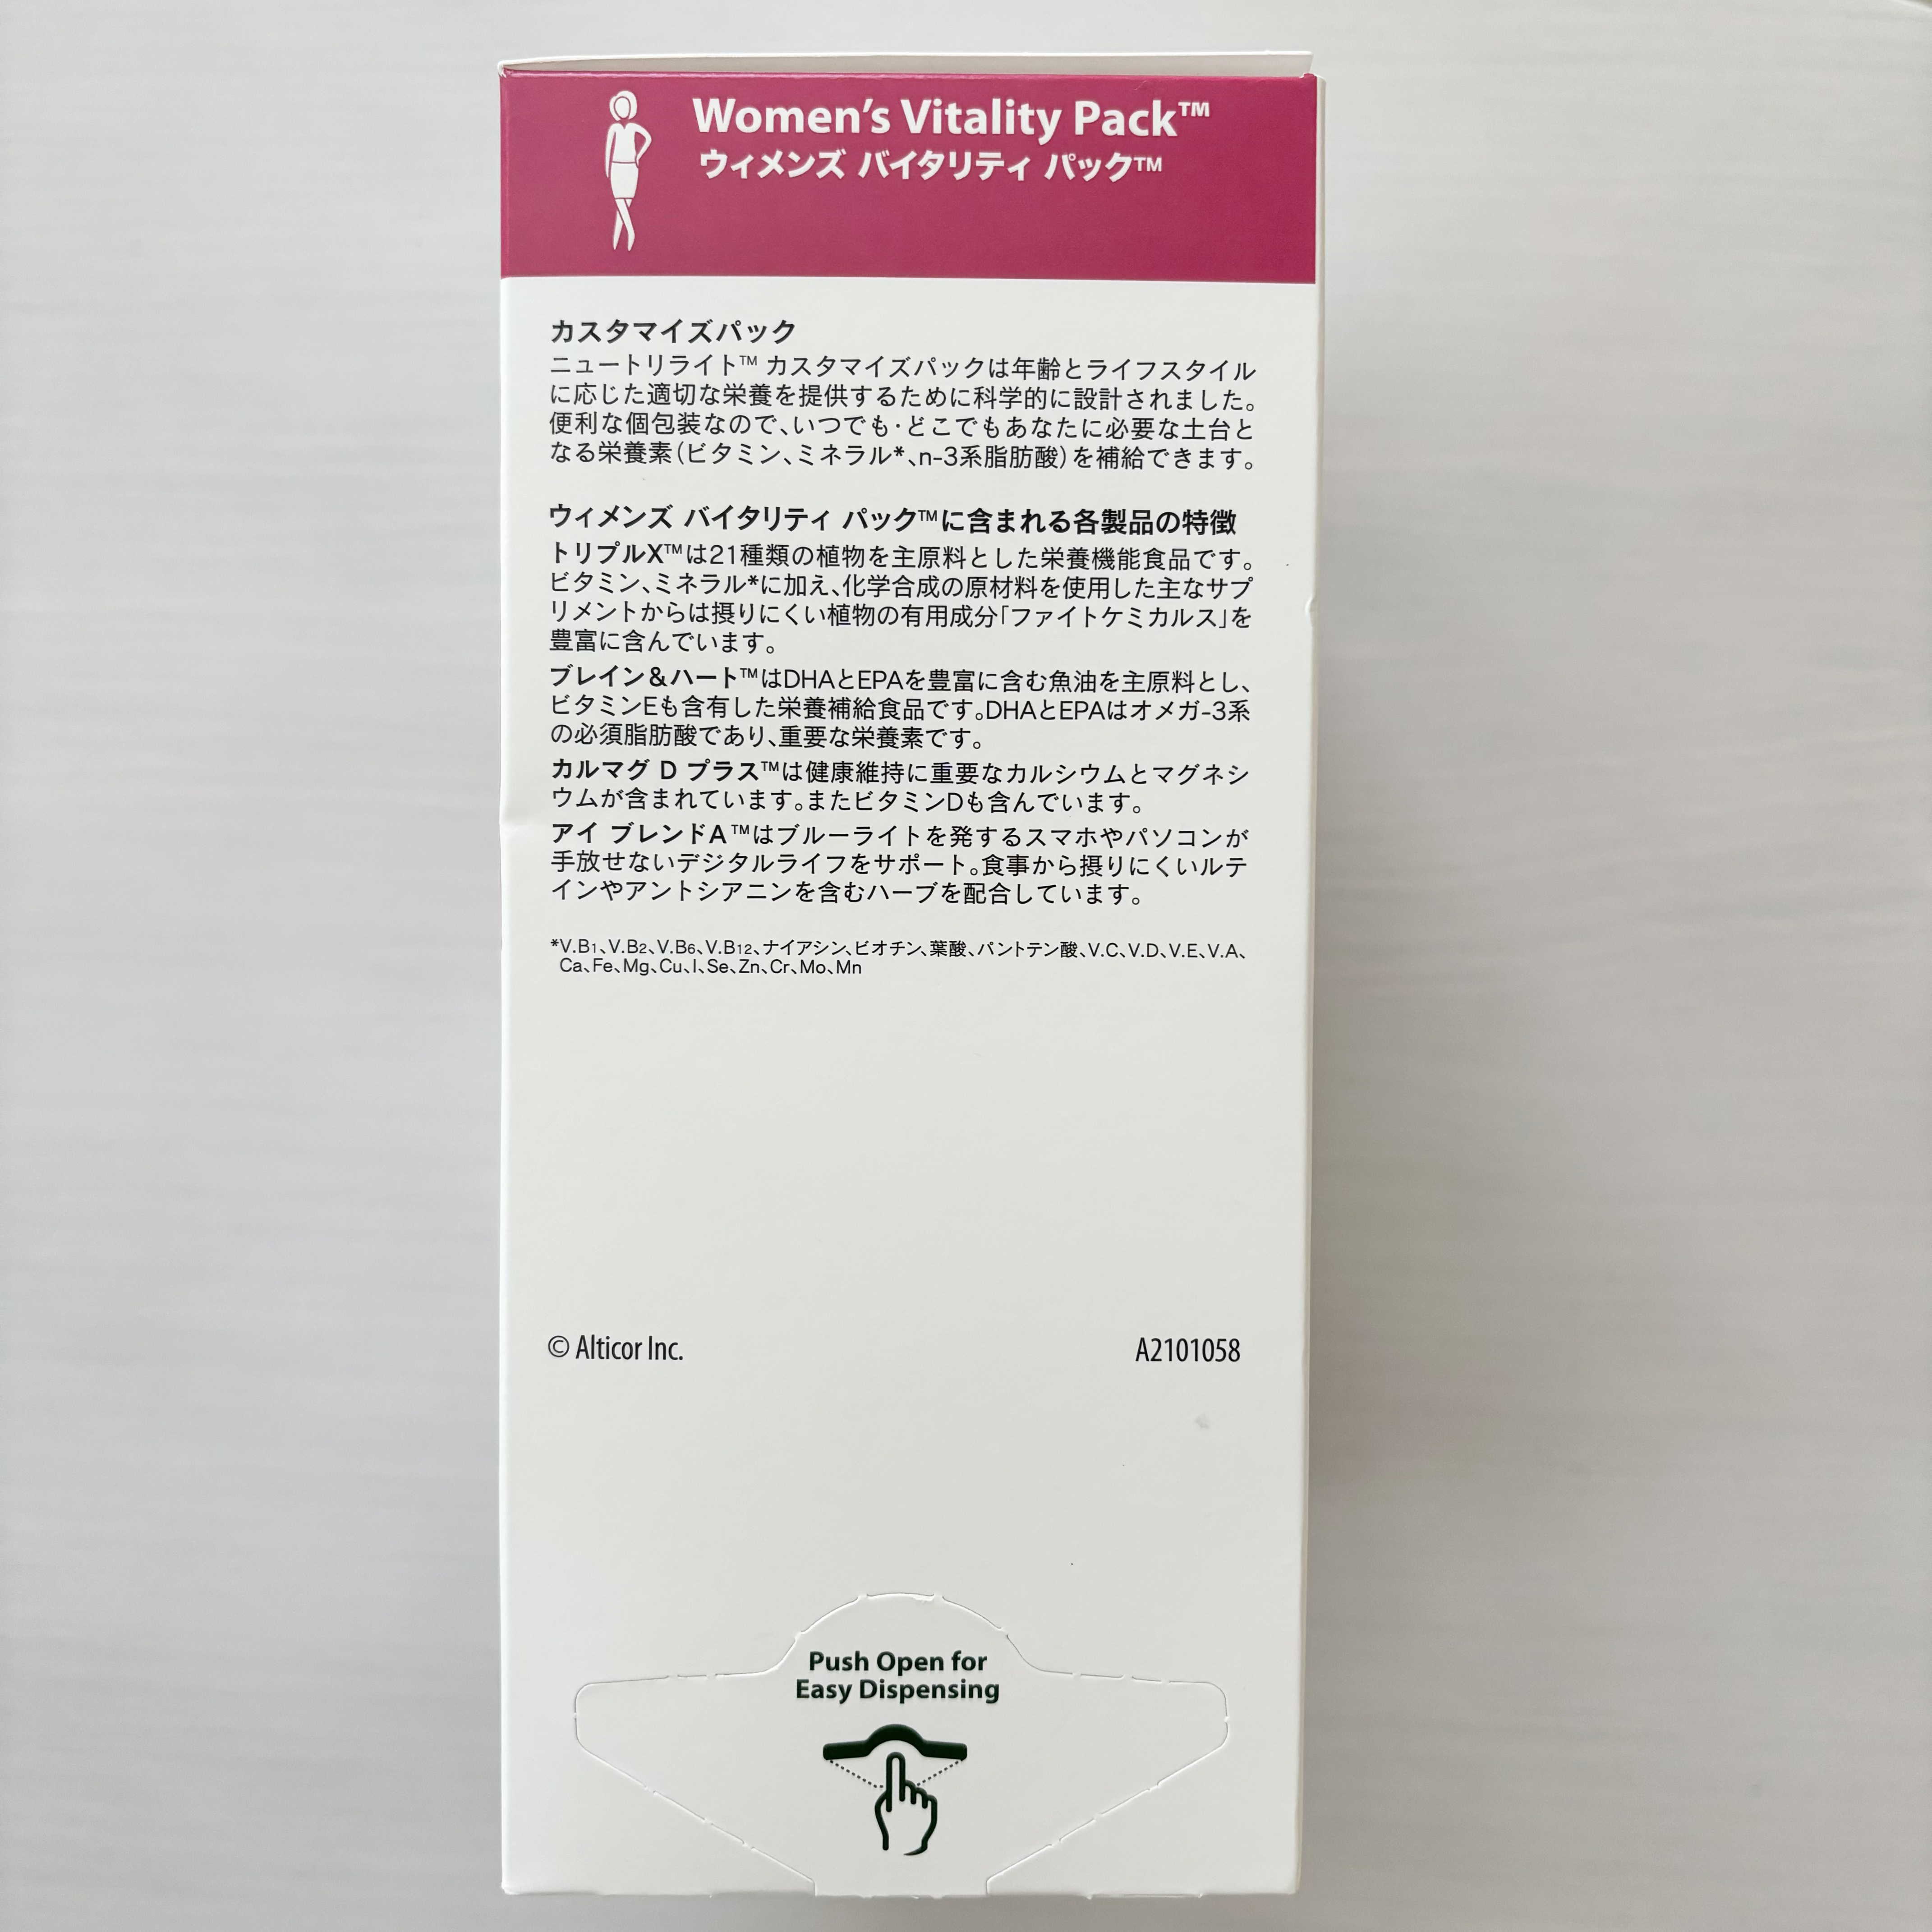 Women's Vitality Pack™
ウィメンズ バイタリティ パック™
カスタマイズパック
ニュートリライト™ カスタマイズパックは年齢とライフスタイル
に応じた適切な栄養を提供するために科学的に設計されました。
便利な個包装なので、いつでも・どこでもあなたに必要な土台と
なる栄養素（ビタミン、ミネラル*、n-3系脂肪酸）を補給できます。
ウィメンズ バイタリティ パック™に含まれる各製品の特徴
トリプルX™は21種類の植物を主原料とした栄養機能食品です。
ビタミン、ミネラル*に加え、化学合成の原材料を使用した主なサプ
リメントからは摂りにくい植物の有用成分「ファイトケミカルス」を
豊富に含んでいます。
ブレイン&ハート™はDHAとEPAを豊富に含む魚油を主原料とし、
ビタミンEも含有した栄養補給食品です。DHAとEPAはオメガ-3系
の必須脂肪酸であり、重要な栄養素です。
カルマグ D プラス™は健康維持に重要なカルシウムとマグネシ
ウムが含まれています。またビタミンDも含んでいます。
アイ ブレンドA™はブルーライトを発するスマホやパソコンが
手放せないデジタルライフをサポート。食事から摂りにくいルテ
インやアントシアニンを含むハーブを配合しています。
*V.B1、V.B2、V.B6、V.B12、ナイアシン、ビオチン、葉酸、パントテン酸、V.C、V.D、V.E、V.A、
Ca、Fe、Mg、Cu、I、Se、Zn、Cr、Mo、Mn
© Alticor Inc. A2101058
Push Open for
Easy Dispensing